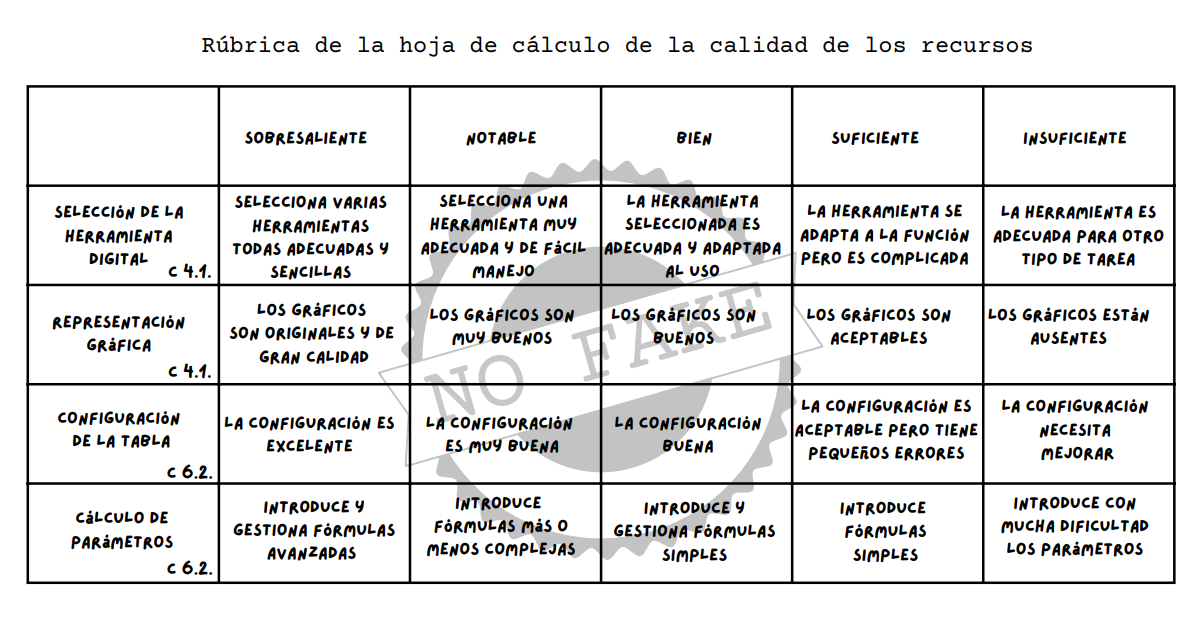 Rúbrica de la hoja de cálculo de la calidad de los recursos
SOBRESALIENTE
NOTABLE
BIEN
SUFICIENTE
INSUFICIENTE
SELECCIÓN DE LA
HERRAMIENTA
DIGITAL
C 4.1.
SELECCIONA VARIAS
HERRAMIENTAS
TODAS ADECUADAS Y
SENCILLAS
SELECCIONA UNA
HERRAMIENTA MUY
ADECUADA Y DE FÁCIL
MANEJO
LA HERRAMIENTA
SELECCIONADA ES
ADECUADA Y ADAPTADA
AL USO
LA HERRAMIENTA SE
ADAPTA A LA FUNCIÓN
PERO ES COMPLICADA
LA HERRAMIENTA ES
ADECUADA PARA OTRO
TIPO DE TAREA
REPRESENTACIÓN
GRÁFICA
C 4.1.
LOS GRÁFICOS
SON ORIGINALES Y DE
GRAN CALIDAD
LOS GRÁFICOS SON
MUY BUENOS
LOS GRÁFICOS SON
BUENOS
LOS GRÁFICOS SON
ACEPTABLES
LOS GRÁFICOS ESTÁN
AUSENTES
CONFIGURACIÓN
DE LA TABLA
C 6.2.
LA CONFIGURACIÓN ES
EXCELENTE
LA CONFIGURACIÓN
ES MUY BUENA
LA CONFIGURACIÓN
BUENA
LA CONFIGURACIÓN ES
ACEPTABLE PERO TIENE
PEQUEÑOS ERRORES
LA CONFIGURACIÓN
NECESITA
MEJORAR
CÁLCULO DE
PARÁMETROS
C 6.2.
INTRODUCE Y
GESTIONA FÓRMULAS
AVANZADAS
INTRODUCE
FÓRMULAS MÁS O
MENOS COMPLEJAS
INTRODUCE Y
GESTIONA FÓRMULAS
SIMPLES
INTRODUCE
FÓRMULAS
SIMPLES
INTRODUCE CON
MUCHA DIFICULTAD
LOS PARÁMETROS
NO FAKE